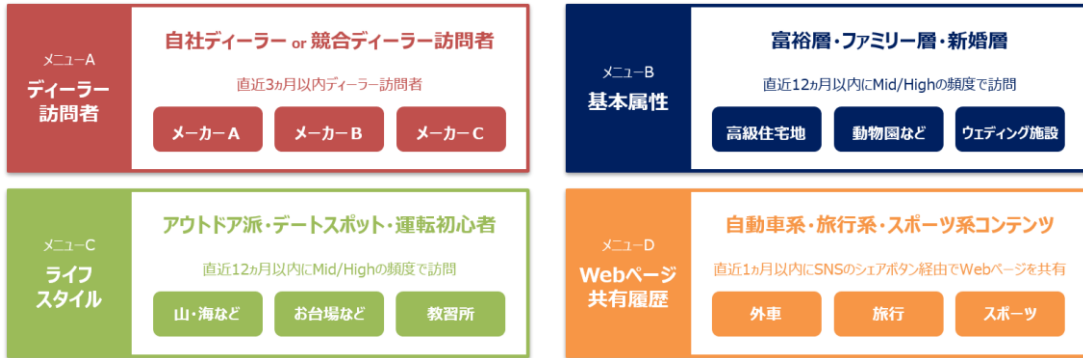 メニューA
ディーラー
訪問者
自社ディーラー or 競合ディーラー訪問者
直近3ヵ月以内ディーラー訪問者
メーカーA
メーカーB
メーカーC
メニューB
基本属性
富裕層・ファミリー層・新婚層
直近12ヵ月以内にMid/Highの頻度で訪問
高級住宅地
動物園など
ウェディング施設
メニューC
ライフ
スタイル
アウトドア派・デートスポット・運転初心者
直近12ヵ月以内にMid/Highの頻度で訪問
山・海など
お台場など
教習所
メニューD
Webページ
共有履歴
自動車系・旅行系・スポーツ系コンテンツ
直近1ヵ月以内にSNSのシェアボタン経由でWebページを共有
外車
旅行
スポーツ